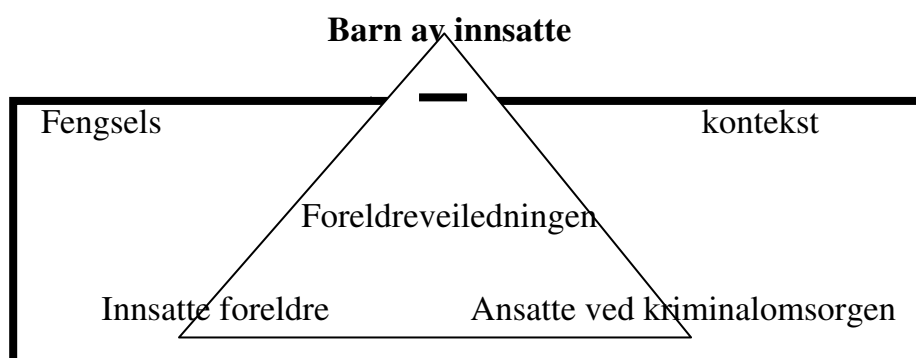 Barn av innsatte
Fengsels kontekst
Foreldreveiledningen
Innsatte foreldre Ansatte ved kriminalomsorgen